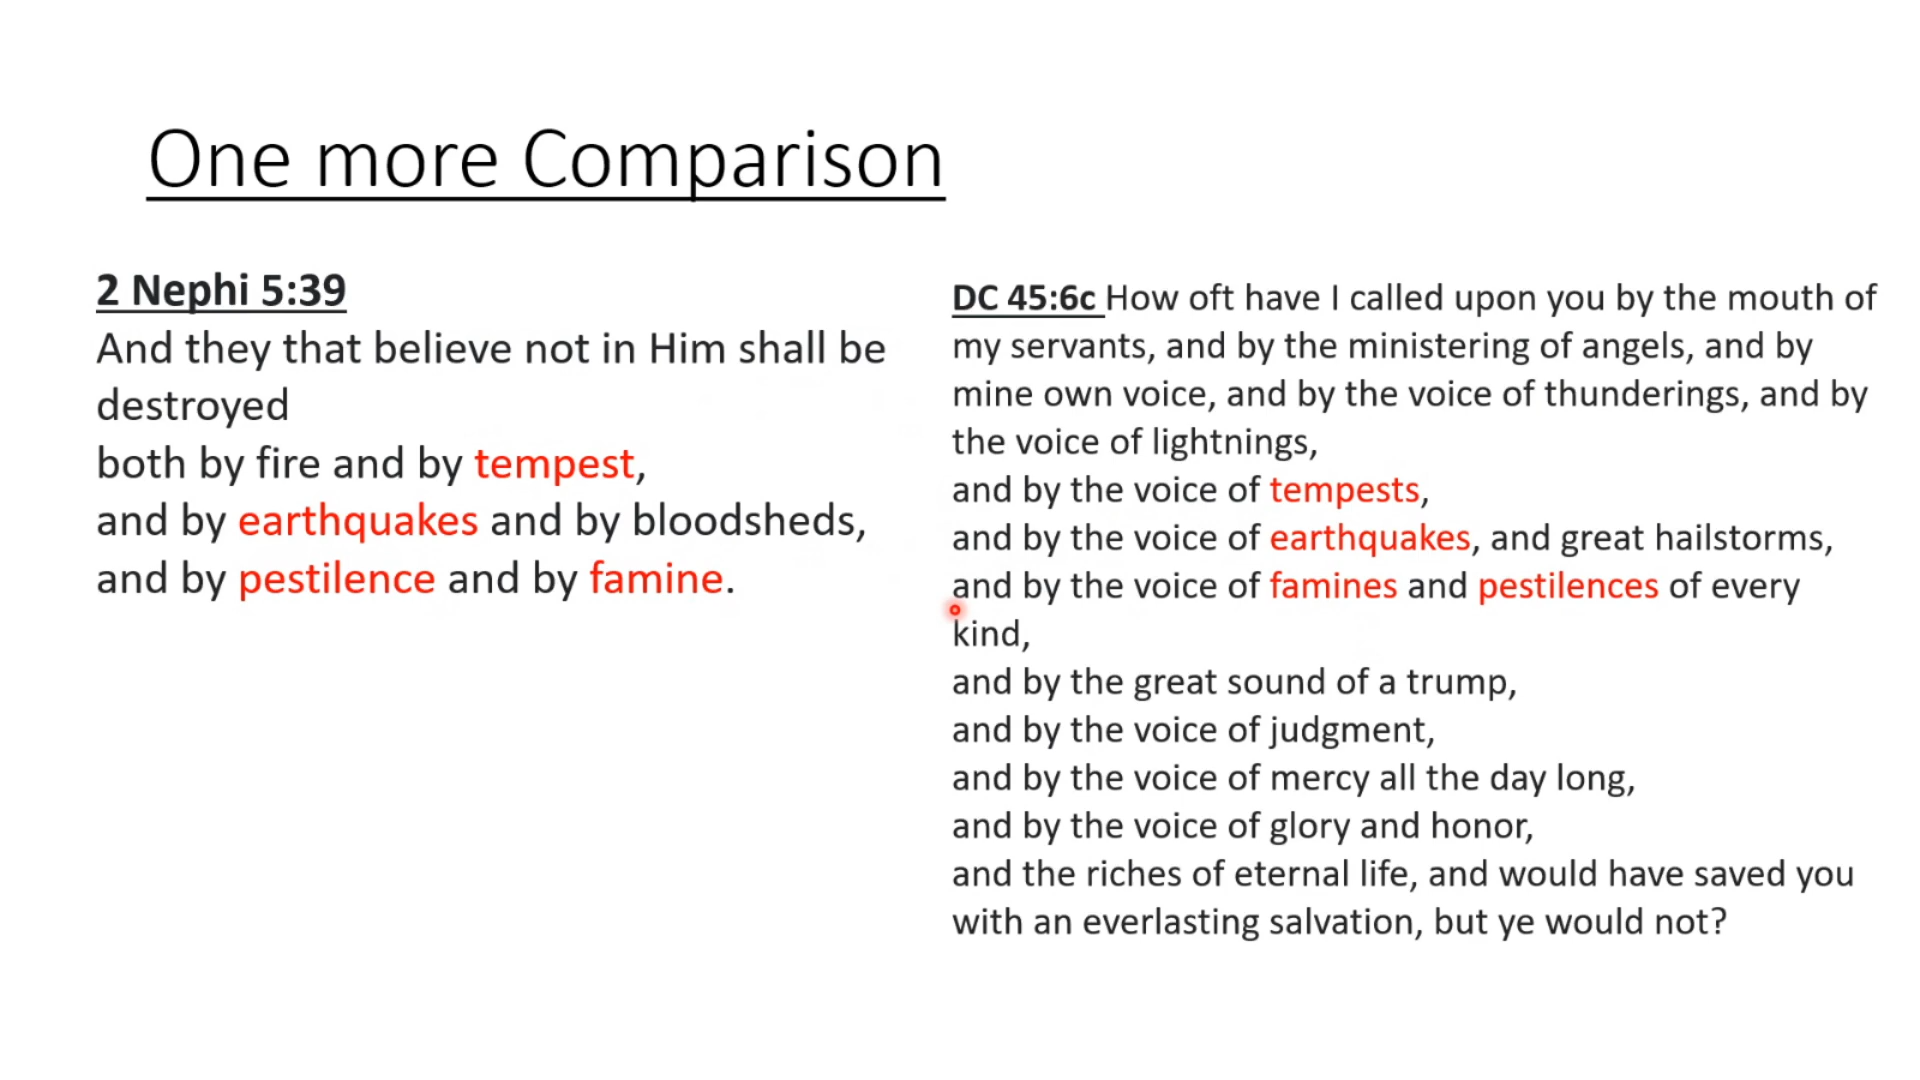 One more Comparison
2 Nephi 5:39
And they that believe not in Him shall be
destroyed
both by fire and by tempest,
and by earthquakes and by bloodsheds,
and by pestilence and by famine.
DC 45:6c How oft have I called upon you by the mouth of
my servants, and by the ministering of angels, and by
mine own voice, and by the voice of thunderings, and by
the voice of lightnings,
and by the voice of tempests,
and by the voice of earthquakes, and great hailstorms,
and by the voice of famines and pestilences of every
kind,
and by the great sound of a trump,
and by the voice of judgment,
and by the voice of mercy all the day long,
and by the voice of glory and honor,
and the riches of eternal life, and would have saved you
with an everlasting salvation, but ye would not?